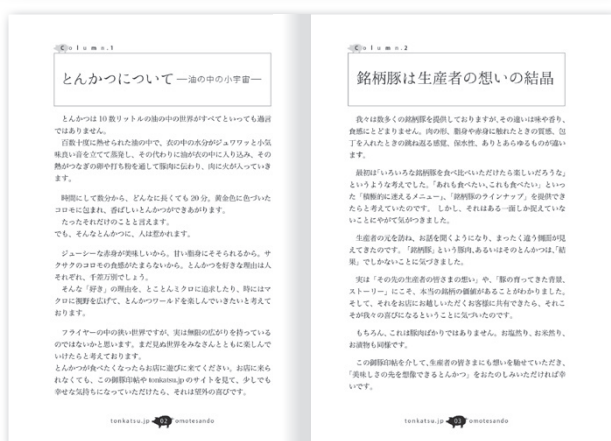 Column.1
とんかつについて ―油の中の小宇宙―
とんかつは 10 数リットルの油の中の世界がすべてといっても過言
ではありません。
百数十度に熱せられた油の中で、衣の中の水分がジュワワッと小気
味良い音を立てて蒸発し、その代わりに油が衣の中に入り込み、その
熱がつなぎの卵や打ち粉を通して豚肉に伝わり、肉に火が入っていき
ます。
時間にして数分から、どんなに長くても 20 分。黄金色に色づいた
コロモに包まれ、香ばしいとんかつができあがります。
たったそれだけのことと言えます。
でも、そんなとんかつに、人は惹かれます。
ジューシーな赤身が美味しいから。甘い脂身にそそられるから。サ
クサクのコロモの食感がたまらないから。とんかつを好きな理由は人
それぞれ、千差万別でしょう。
そんな「好き」の理由を、とことんミクロに追求したり、時にはマ
クロに視野を広げて、とんかつワールドを楽しんでいきたいと考えて
おります。
フライヤーの中の狭い世界ですが、実は無限の広がりを持っている
のではないかと思います。まだ見ぬ世界をみなさんとともに楽しんで
いけたらと考えております。
とんかつが食べたくなったらお店に遊びに来てください。お店に来ら
れなくても、この御豚印帖や tonkatsu.jp のサイトを見て、少しでも
幸せな気持ちになっていただけたら、それは望外の喜びです。
tonkatsu.jp 02 Omotesando
Column.2
銘柄豚は生産者の想いの結晶
我々は数多くの銘柄豚を提供しておりますが、その違いは味や香り、
食感にとどまりません。肉の形、脂身や赤身に触れたときの質感、包
丁を入れたときの跳ね返る感覚、保水性、ありとあらゆるものが違い
ます。
最初は「いろいろな銘柄豚を食べ比べいただけたら楽しいだろうな」
というような考えでした。「あれも食べたい、これも食べたい」といっ
た「積極的に迷えるメニュー」、「銘柄豚のラインナップ」を提供でき
たらと考えていたのです。 しかし、それはある一面しか捉えていな
いことにやがて気がつきました。
生産者の元を訪ね、お話を聞くようになり、まったく違う側面が見
えてきたのです。「銘柄豚」という豚肉、あるいはそのとんかつは、「結
果」でしかないことに気づきました。
実は「その先の生産者の皆さまの想い」や、「豚の育ってきた背景、
ストーリー」にこそ、本当の銘柄の価値があることがわかりました。
そして、それをお店にお越しいただくお客様に共有できたら、それこ
そが我々の喜びになるということに気づいたのです。
もちろん、これは豚肉ばかりではありません。お塩然り、お米然り、
お漬物も同様です。
この御豚印帖を介して、生産者の皆さまにも想いを馳せていただき、
「美味しさの先を想像できるとんかつ」をおたのしみいただければ幸
いです。
tonkatsu.jp 03 Omotesando